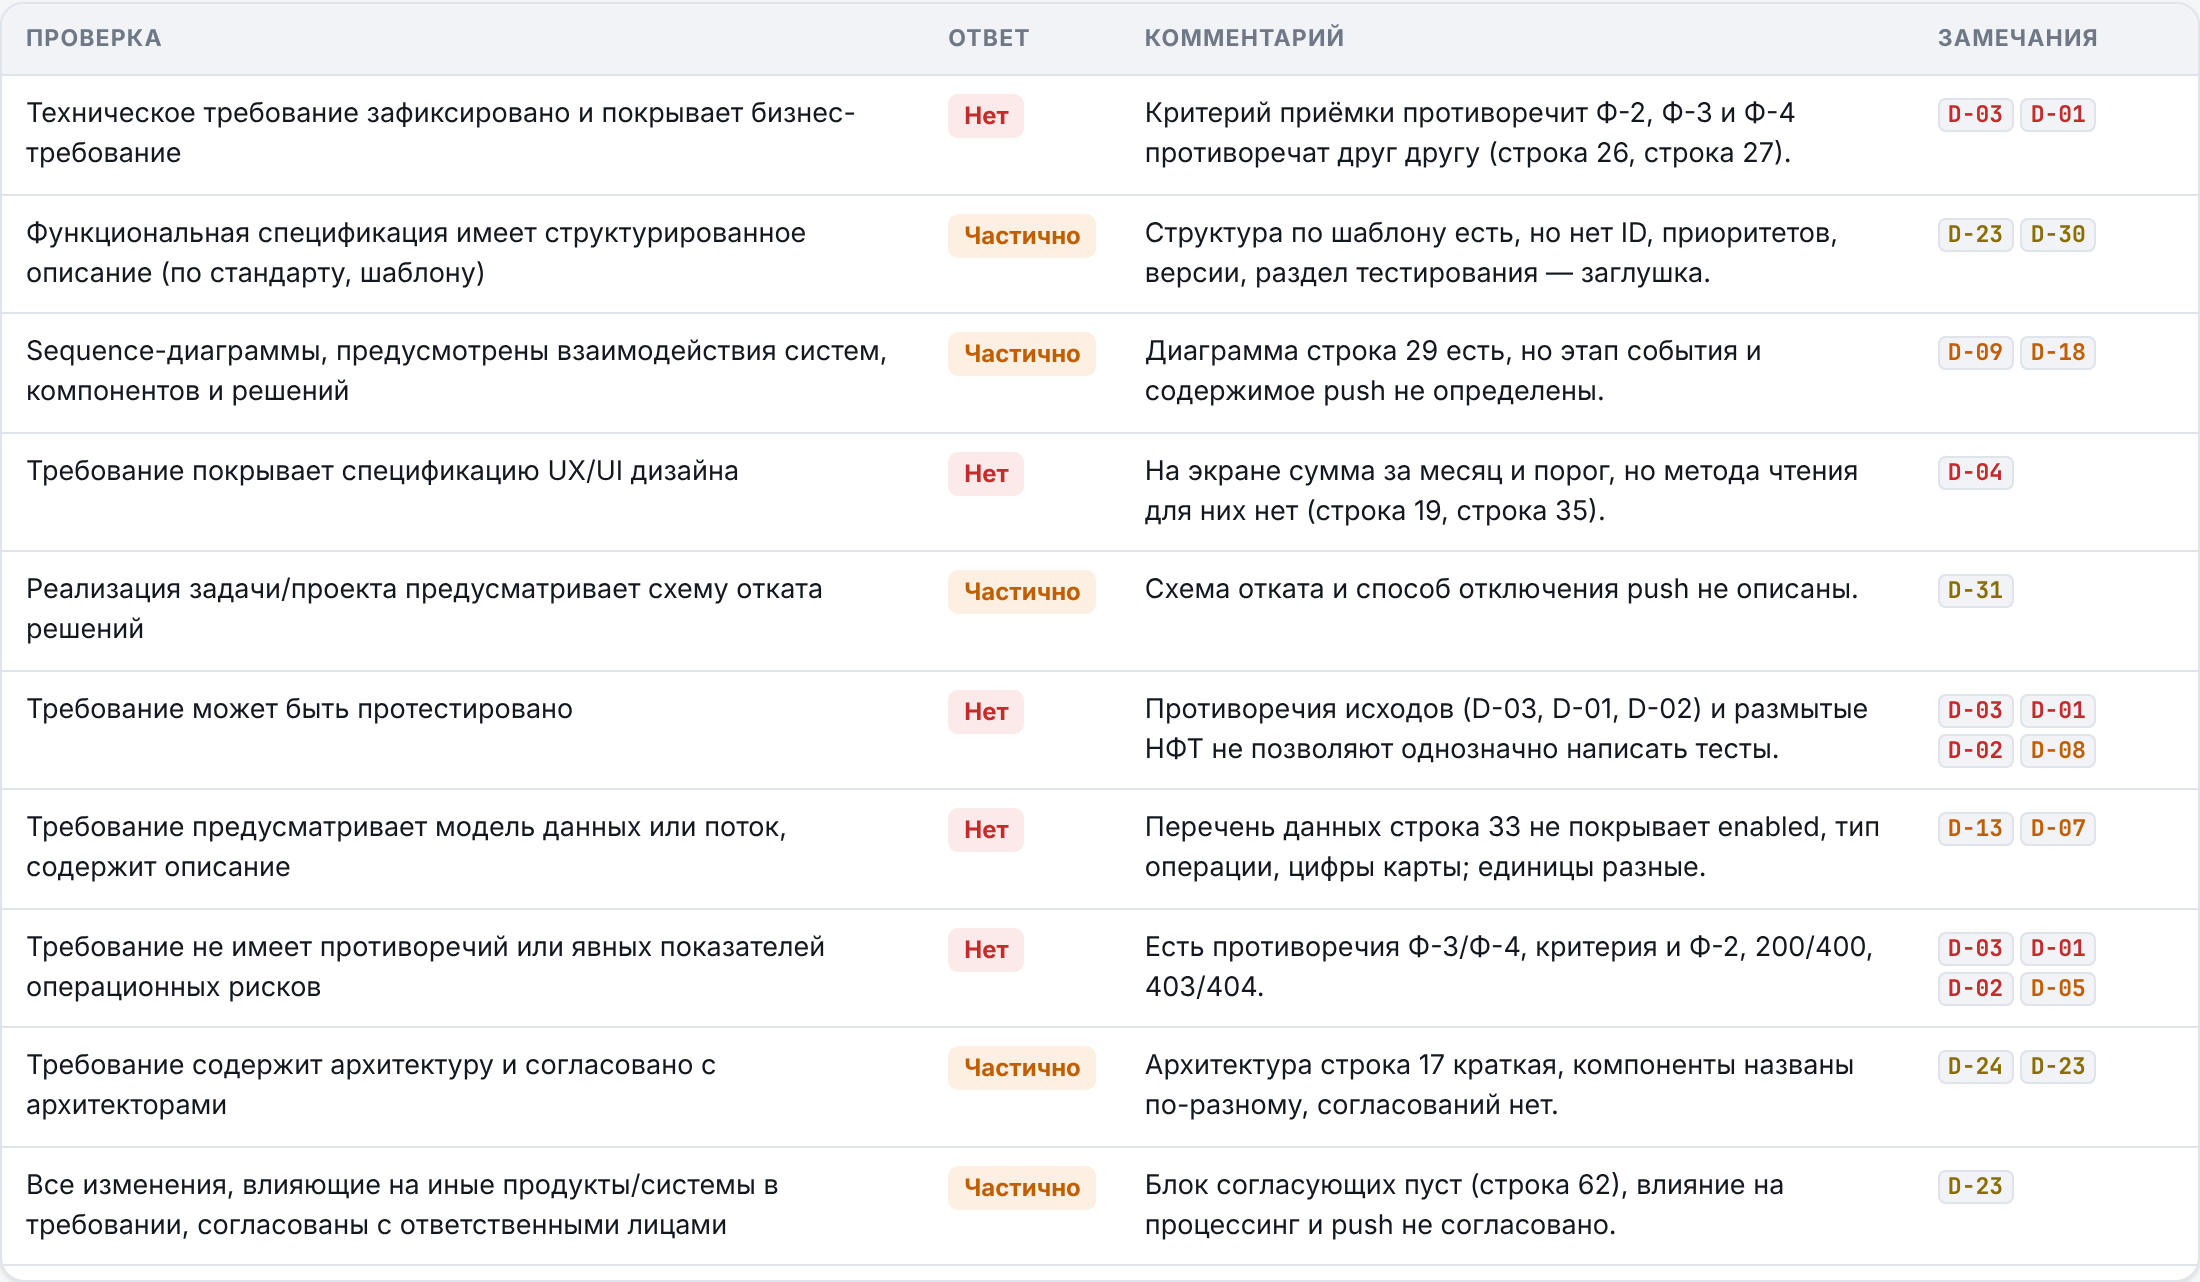 ПРОВЕРКА ОТВЕТ КОММЕНТАРИЙ ЗАМЕЧАНИЯ
Техническое требование зафиксировано и покрывает бизнес- Нет Критерий приёмки противоречит Ф-2, Ф-3 и Ф-4 D-03 D-01
требование противоречат друг другу (строка 26, строка 27).
Функциональная спецификация имеет структурированное Частично Структура по шаблону есть, но нет ID, приоритетов, D-23 D-30
описание (по стандарту, шаблону) версии, раздел тестирования — заглушка.
Sequence-диаграммы, предусмотрены взаимодействия систем, Частично Диаграмма строка 29 есть, но этап события и D-09 D-18
компонентов и решений содержимое push не определены.
Требование покрывает спецификацию UX/UI дизайна Нет На экране сумма за месяц и порог, но метода чтения D-04
для них нет (строка 19, строка 35).
Реализация задачи/проекта предусматривает схему отката Частично Схема отката и способ отключения push не описаны. D-31
решений
Требование может быть протестировано Нет Противоречия исходов (D-03, D-01, D-02) и размытые D-03 D-01
НФТ не позволяют однозначно написать тесты. D-02 D-08
Требование предусматривает модель данных или поток, Нет Перечень данных строка 33 не покрывает enabled, тип D-13 D-07
содержит описание операции, цифры карты; единицы разные.
Требование не имеет противоречий или явных показателей Нет Есть противоречия Ф-3/Ф-4, критерия и Ф-2, 200/400, D-03 D-01
операционных рисков 403/404. D-02 D-05
Требование содержит архитектуру и согласовано с Частично Архитектура строка 17 краткая, компоненты названы D-24 D-23
архитекторами по-разному, согласований нет.
Все изменения, влияющие на иные продукты/системы в Частично Блок согласующих пуст (строка 62), влияние на D-23
требовании, согласованы с ответственными лицами процессинг и push не согласовано.